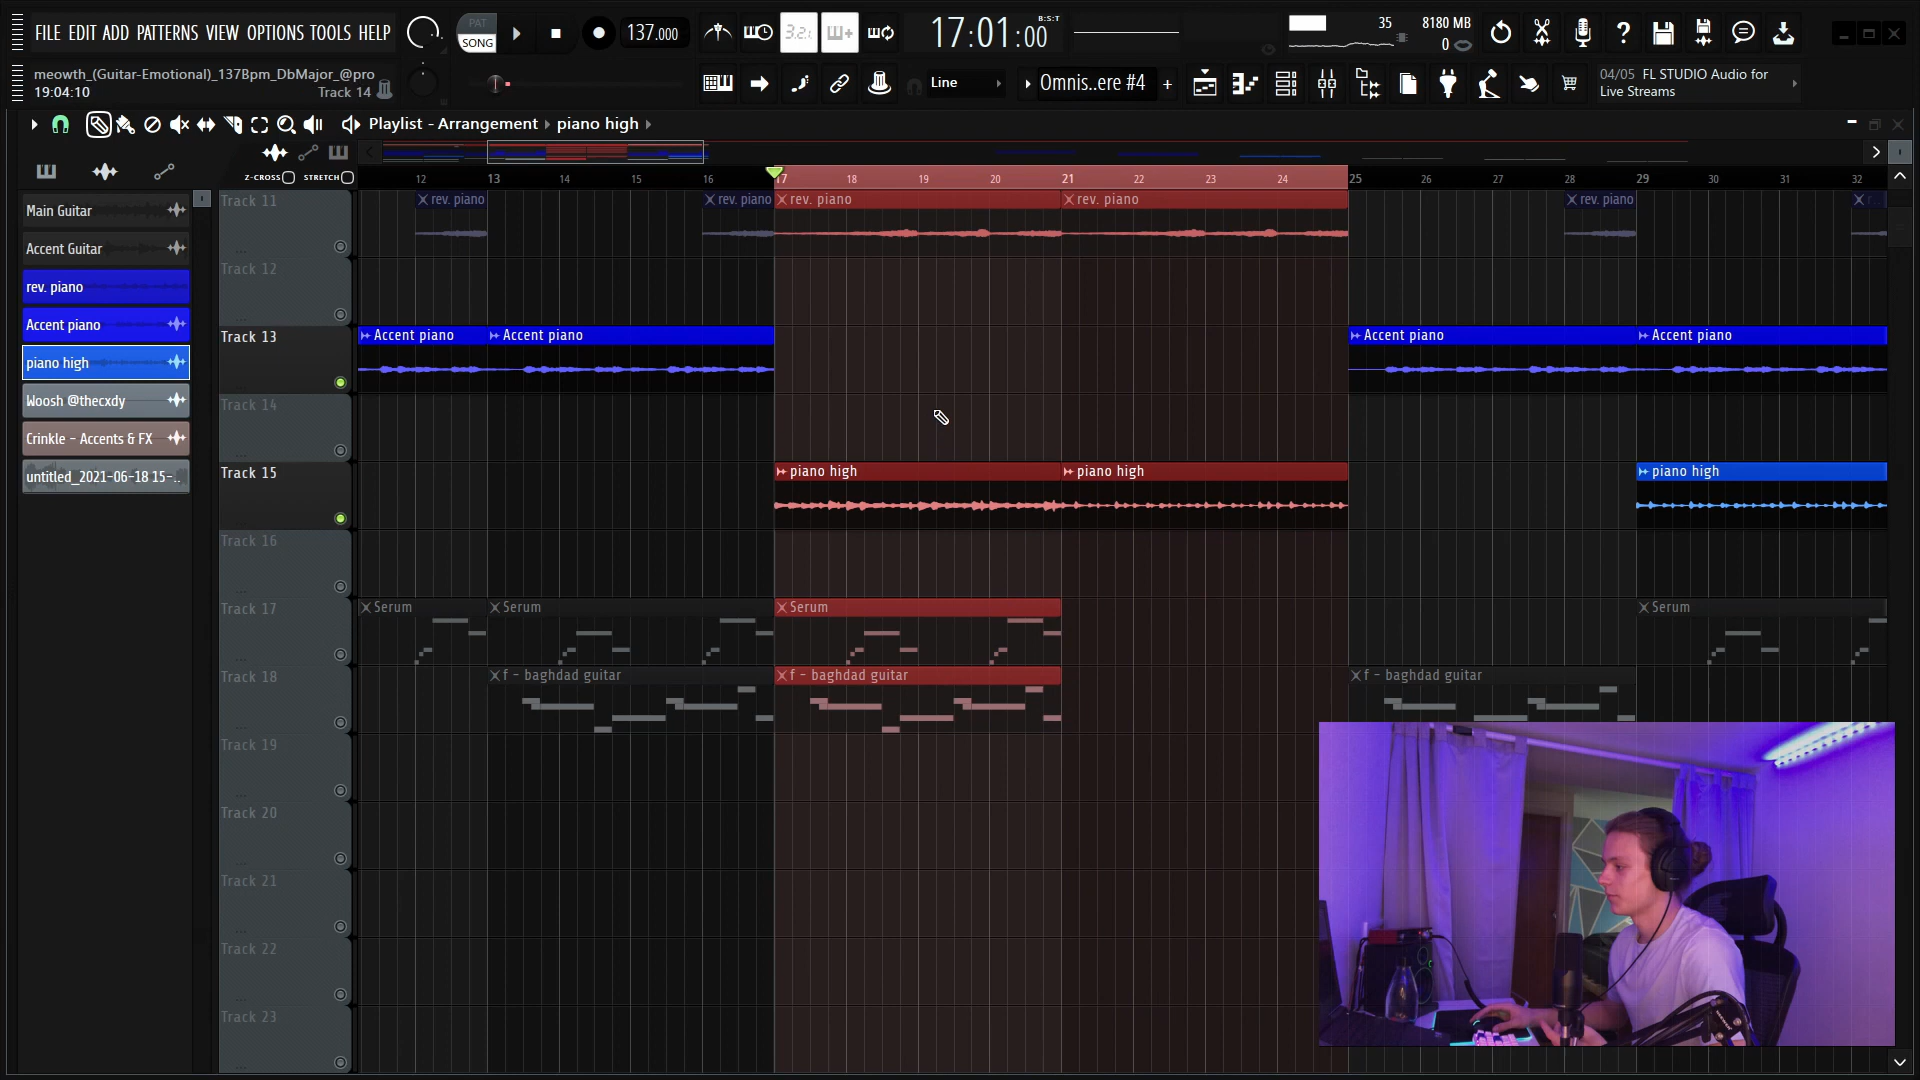 FILE EDIT ADD PATTERNS VIEW OPTIONS TOOLS HELP
PAT
SONG
137.000
3.2.
17:01:00
B:S:T
35
8180 MB
0
meowth_(Guitar-Emotional)_137Bpm_DbMajor_@pro
19:04:10
Track 14
Line
Omnis..ere #4
04/05 FL STUDIO Audio for
Live Streams
Playlist - Arrangement
piano high
Z-CROSS
STRETCH
12 13 14 15 16 17 18 19 20 21 22 23 24 25 26 27 28 29 30 31 32
Main Guitar
Accent Guitar
rev. piano
Accent piano
piano high
Woosh @thecxdy
Crinkle - Accents & FX
untitled_2021-06-18 15-..
Track 11
rev. piano
rev. piano
rev. piano
rev. piano
rev. piano
Track 12
Track 13
Accent piano
Accent piano
Accent piano
Accent piano
Track 14
Track 15
piano high
piano high
piano high
Track 16
Track 17
Serum
Serum
Serum
Serum
Track 18
f - baghdad guitar
f - baghdad guitar
f - baghdad guitar
Track 19
Track 20
Track 21
Track 22
Track 23